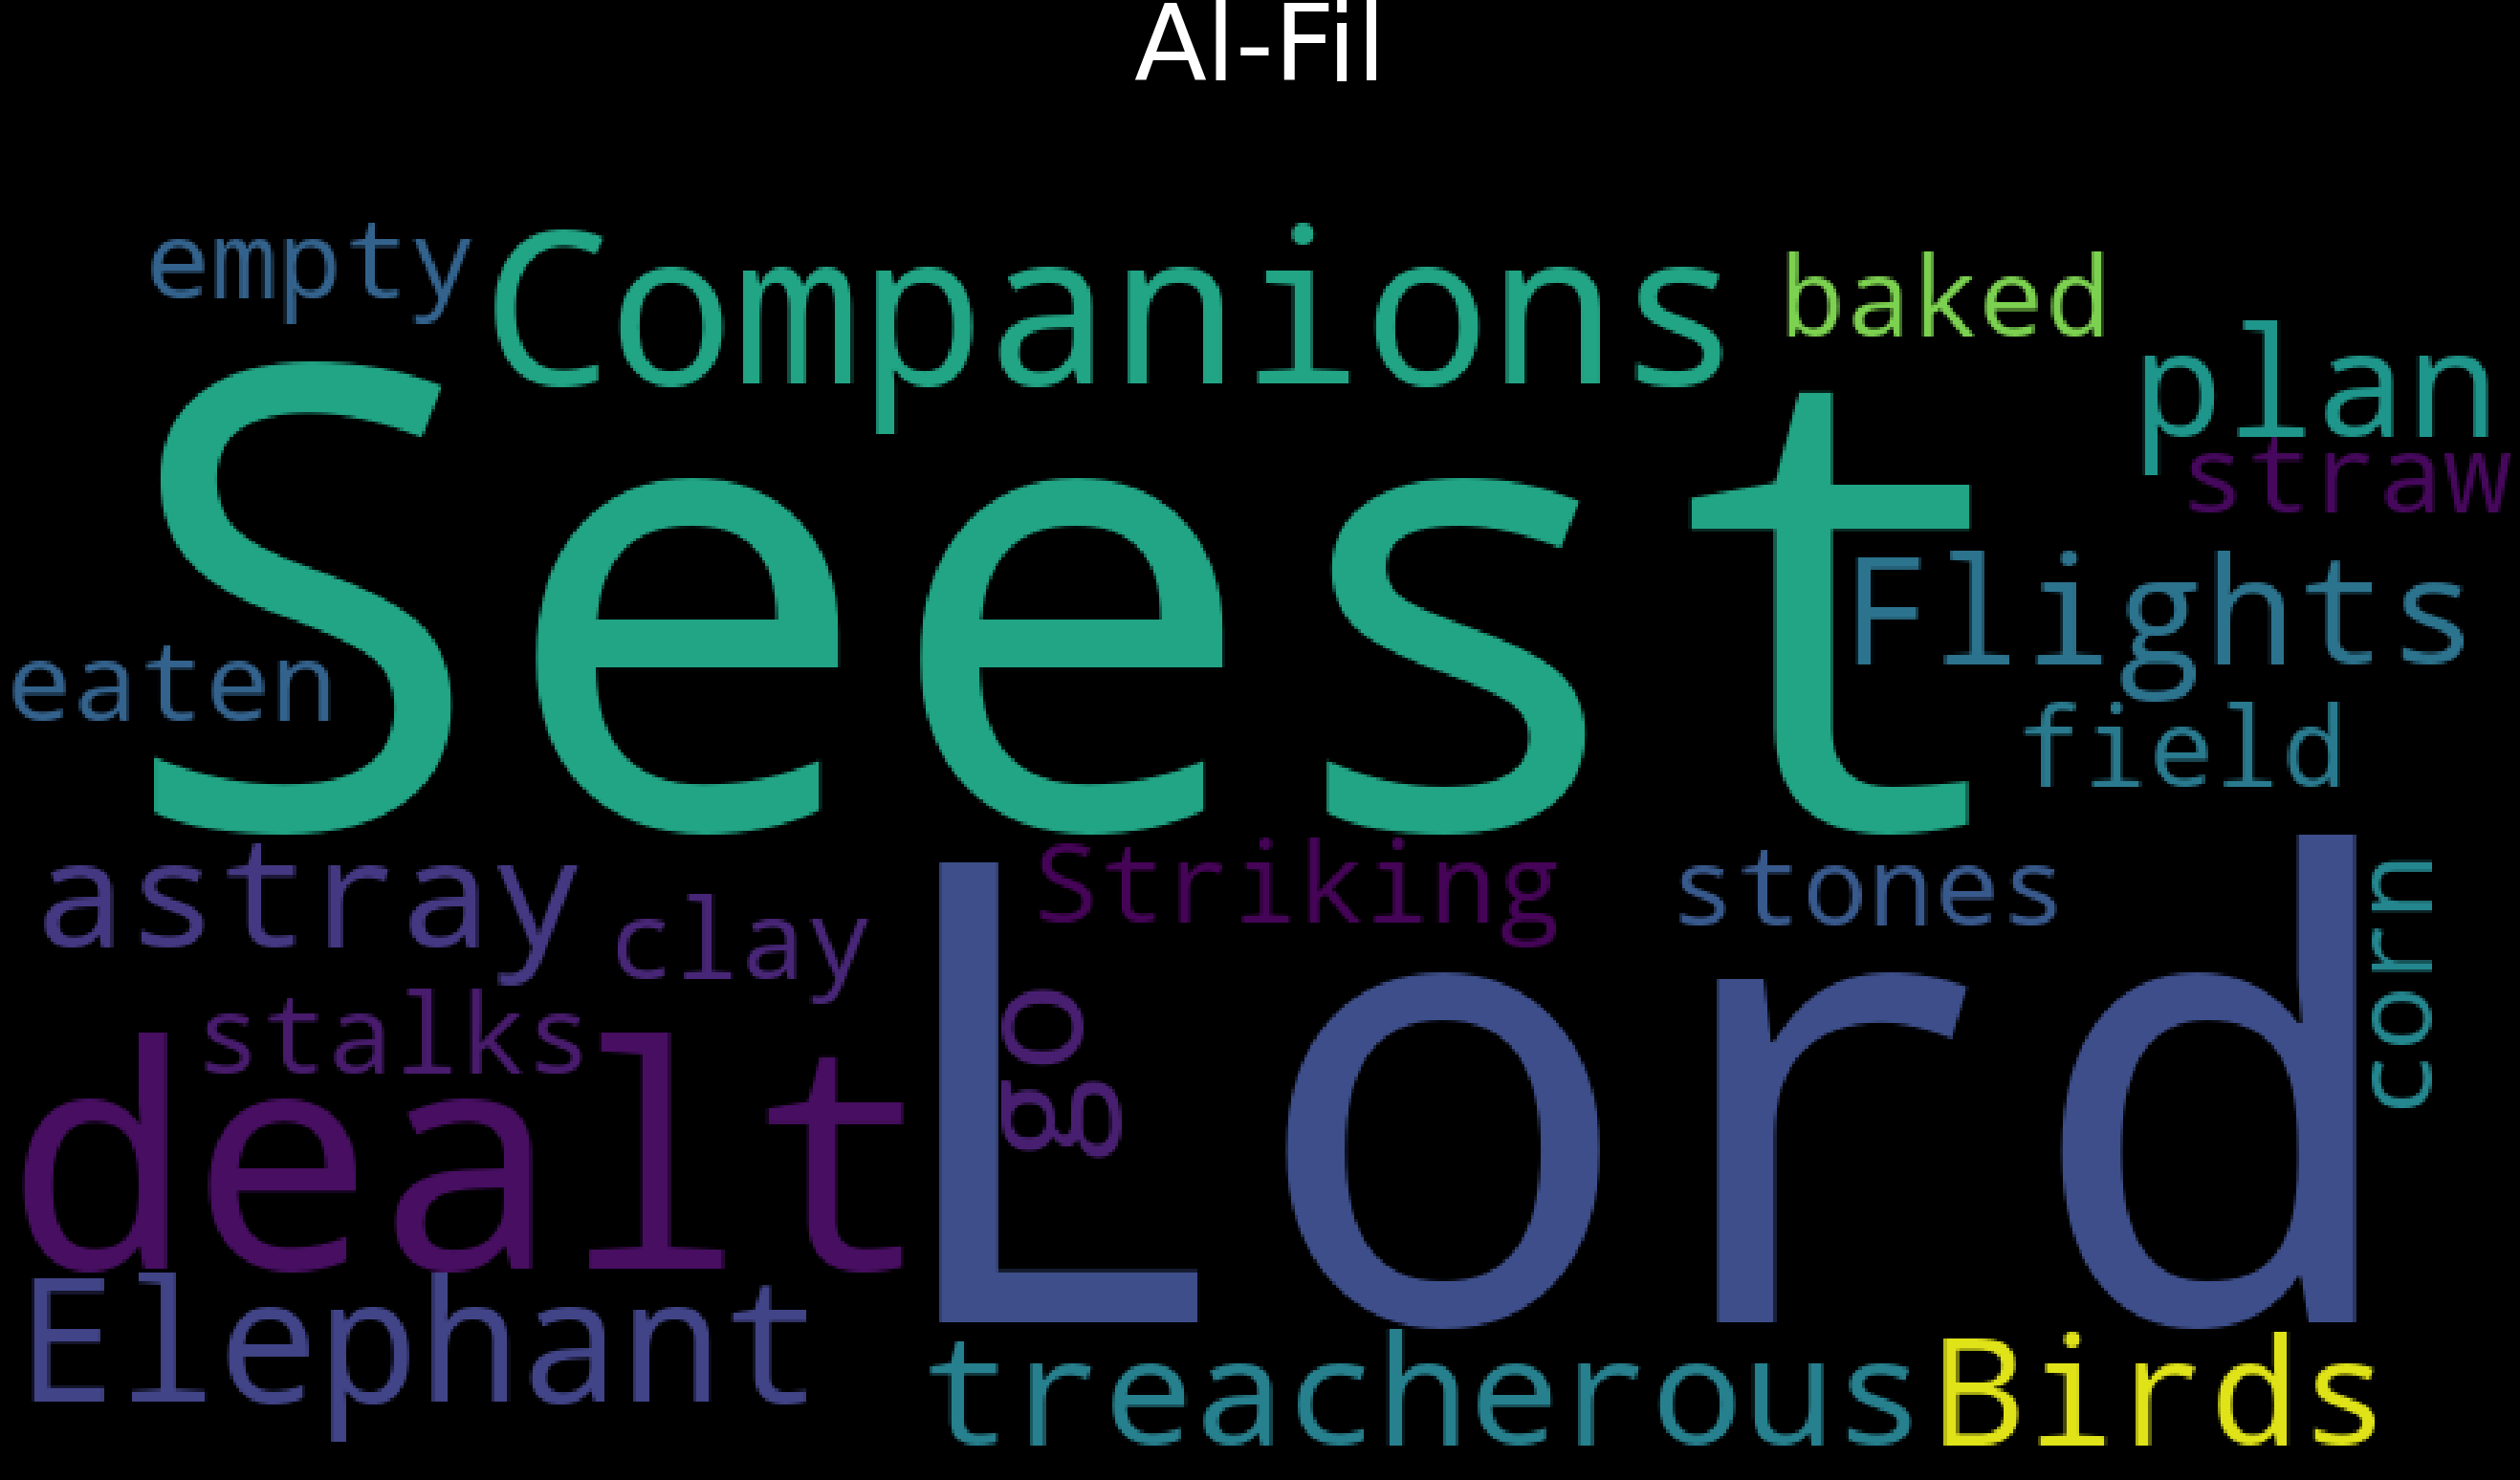 Al-Fil
empty
Companions
baked
plan
straw
Seest
Flights
eaten
field
astray
clay
Striking
stones
corn
stalks
go
dealt
Lord
Elephant
treacherous
Birds